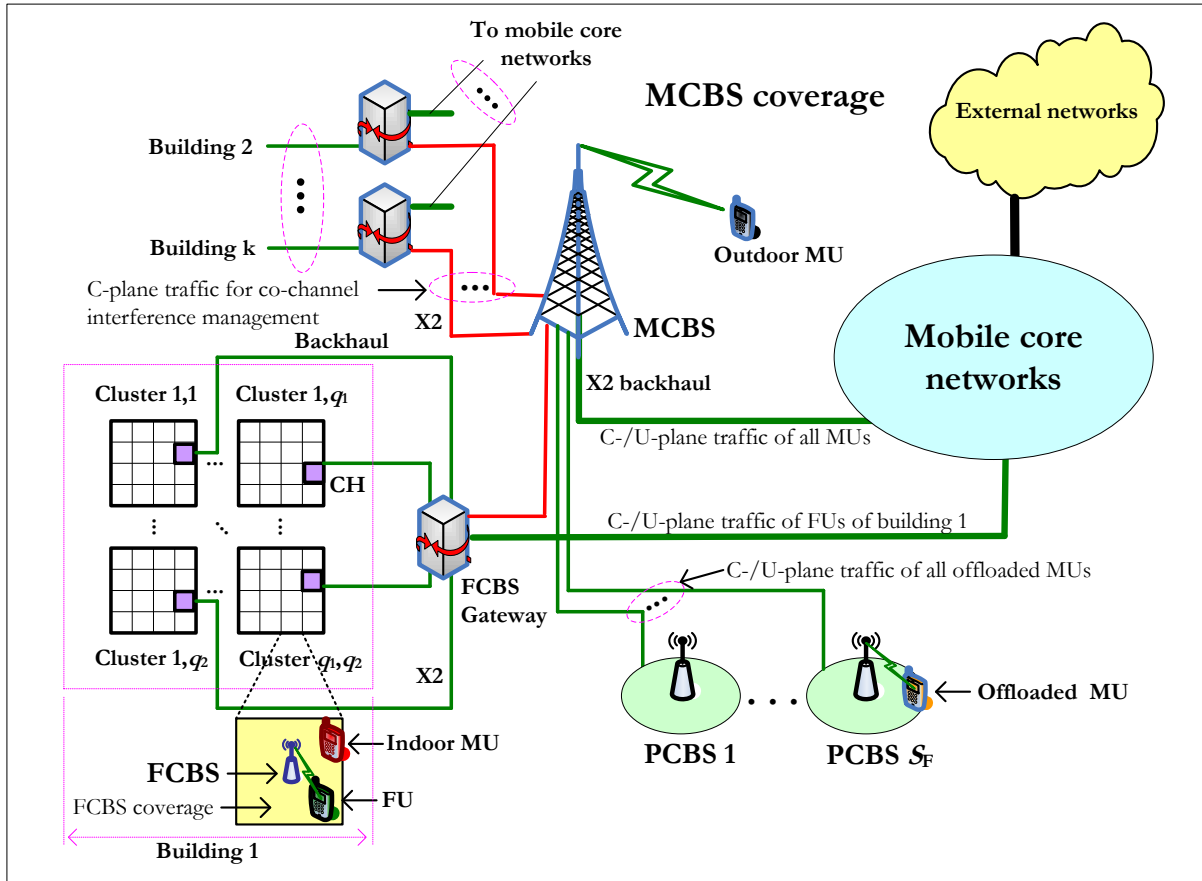 To mobile core
networks
MCBS coverage
External networks
Building 2
Building k
Outdoor MU
C-plane traffic for co-channel
interference management
X2
MCBS
Backhaul
Mobile core
networks
X2 backhaul
Cluster 1,1
Cluster 1,q1
C-/U-plane traffic of all MUs
CH
C-/U-plane traffic of FUs of building 1
C-/U-plane traffic of all offloaded MUs
FCBS
Gateway
Cluster 1,q2
Cluster q1,q2
X2
Offloaded MU
Indoor MU
PCBS 1
PCBS SF
FCBS
FU
FCBS coverage
Building 1